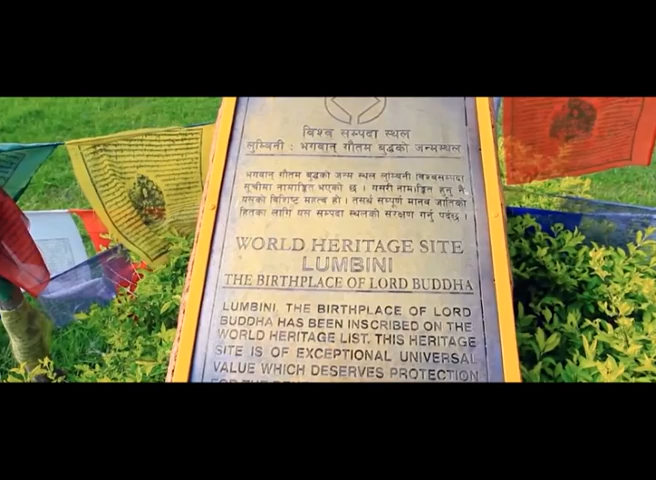 विश्व सम्पदा स्थल
लुम्बिनी : भगवान् गौतम बुद्धको जन्मस्थल
भगवान् गौतम बुद्धको जन्म स्थल लुम्बिनी विश्वसम्पदा
सूचीमा नामाङ्कित भएको छ । यसरी नामाङ्कित हुनु नै
यसको विशिष्ट महत्व हो । तसर्थ सम्पूर्ण मानव जातिको
हितका लागि यस सम्पदा स्थलको संरक्षण गर्नु पर्दछ ।
WORLD HERITAGE SITE
LUMBINI
THE BIRTHPLACE OF LORD BUDDHA
LUMBINI, THE BIRTHPLACE OF LORD
BUDDHA HAS BEEN INSCRIBED ON THE
WORLD HERITAGE LIST. THIS HERITAGE
SITE IS OF EXCEPTIONAL UNIVERSAL
VALUE WHICH DESERVES PROTECTION
FOR THE